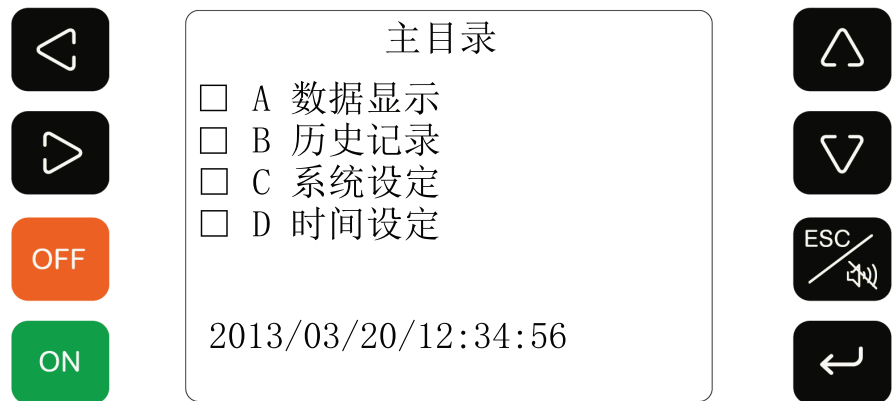 主目录
□ A 数据显示
□ B 历史记录
□ C 系统设定
□ D 时间设定
2013/03/20/12:34:56
OFF
ON
ESC